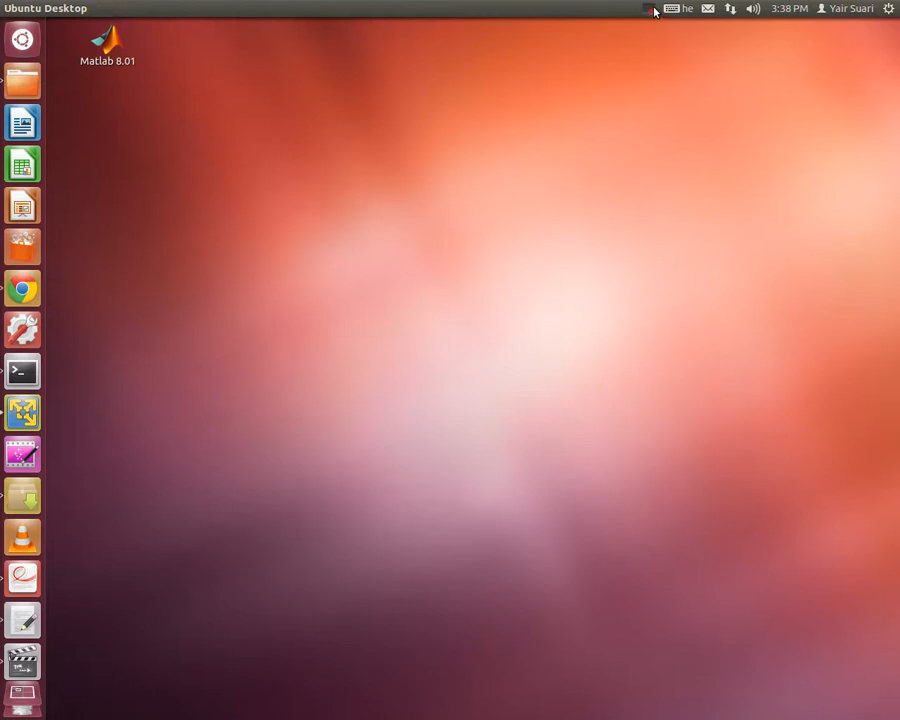 Ubuntu Desktop
he
3:38 PM
Yair Suari
Matlab 8.01